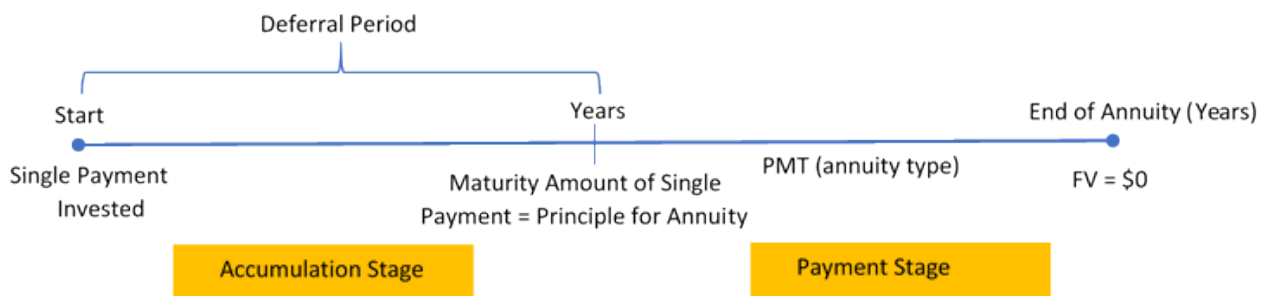 Deferral Period
Start
Years
End of Annuity (Years)
Single Payment
Invested
Maturity Amount of Single
Payment = Principle for Annuity
PMT (annuity type)
FV = $0
Accumulation Stage
Payment Stage